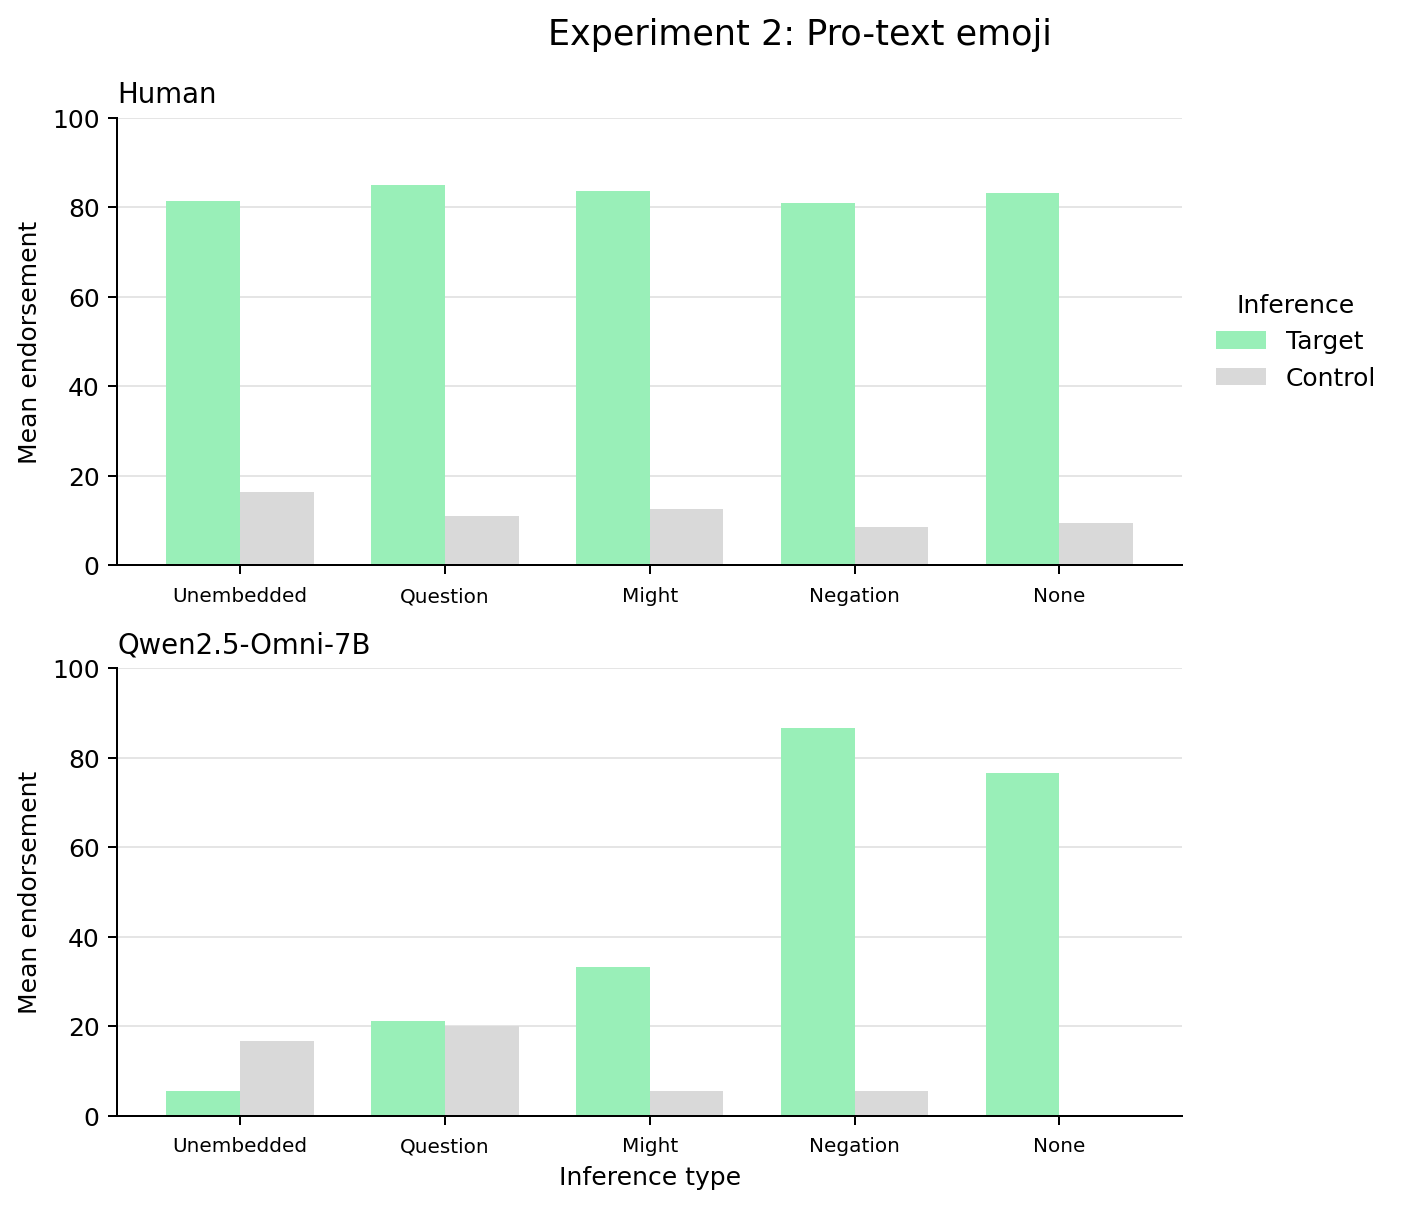 Experiment 2: Pro-text emoji
Human
Mean endorsement
100
80
60
40
20
0
Unembedded
Question
Might
Negation
None
Inference
Target
Control
Qwen2.5-Omni-7B
Mean endorsement
100
80
60
40
20
0
Unembedded
Question
Might
Negation
None
Inference type